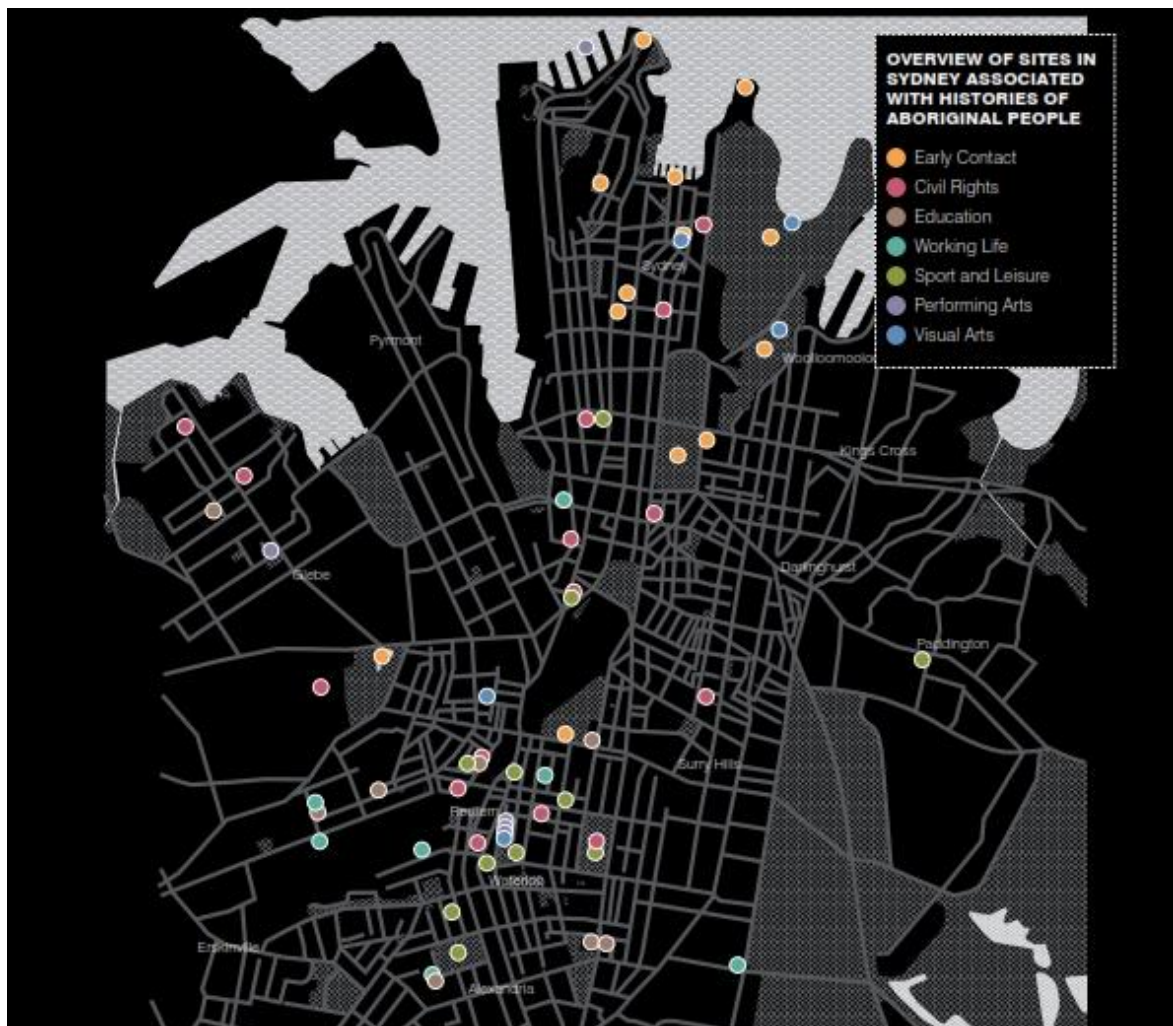 OVERVIEW OF SITES IN
SYDNEY ASSOCIATED
WITH HISTORIES OF
ABORIGINAL PEOPLE
Early Contact
Civil Rights
Education
Working Life
Sport and Leisure
Performing Arts
Visual Arts
Sydney
Pyrmont
Woolloomooloo
Kings Cross
Darlinghurst
Glebe
Paddington
Surry Hills
Redfern
Waterloo
Erskinville
Alexandria